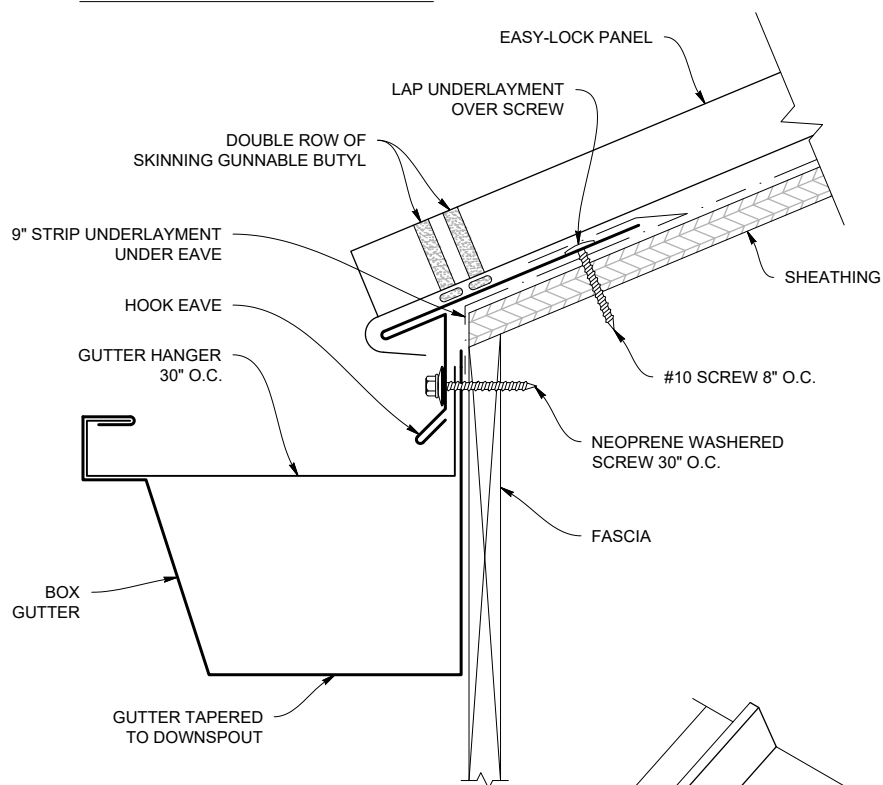 EASY-LOCK PANEL
LAP UNDERLAYMENT
OVER SCREW
DOUBLE ROW OF
SKINNING GUNNABLE BUTYL
9" STRIP UNDERLAYMENT
UNDER EAVE
SHEATHING
HOOK EAVE
GUTTER HANGER
30" O.C.
#10 SCREW 8" O.C.
NEOPRENE WASHERED
SCREW 30" O.C.
FASCIA
BOX
GUTTER
GUTTER TAPERED
TO DOWNSPOUT